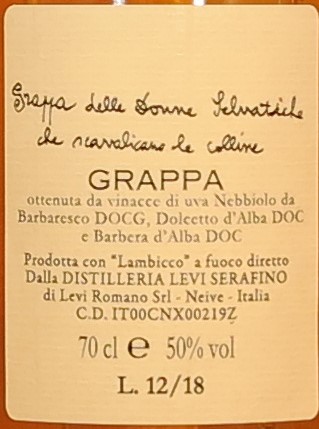 Grappa delle Donne Selvatiche
che scavalicano le colline
GRAPPA
ottenuta da vinacce di uva Nebbiolo da
Barbaresco DOCG, Dolcetto d'Alba DOC
e Barbera d'Alba DOC
Prodotta con "Lambicco" a fuoco diretto
Dalla DISTILLERIA LEVI SERAFINO
di Levi Romano Srl - Neive - Italia
C.D. IT00CNX00219Z
70 cl e 50% vol
L. 12/18